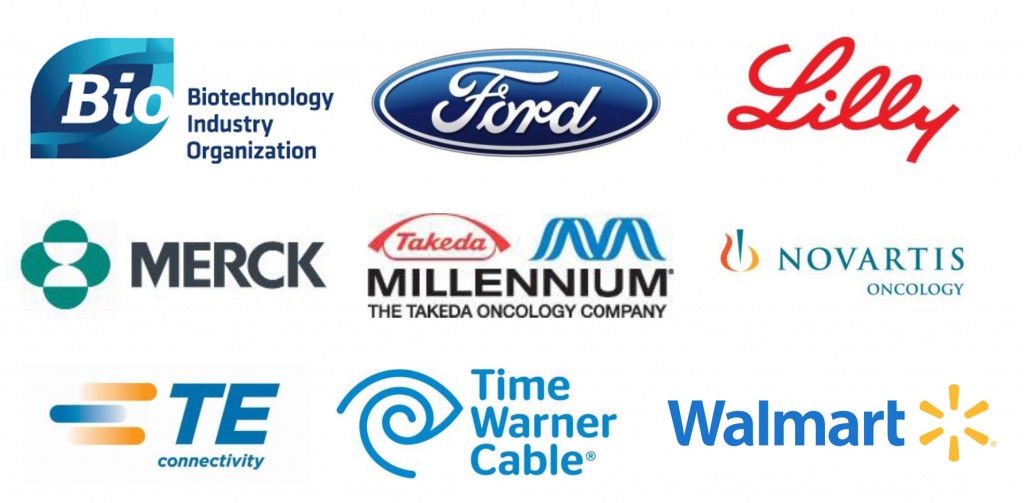 Bio
Biotechnology
Industry
Organization
Ford
Lilly
MERCK
Takeda
MILLENNIUM®
THE TAKEDA ONCOLOGY COMPANY
NOVARTIS
ONCOLOGY
TE
connectivity
Time
Warner
Cable®
Walmart ®